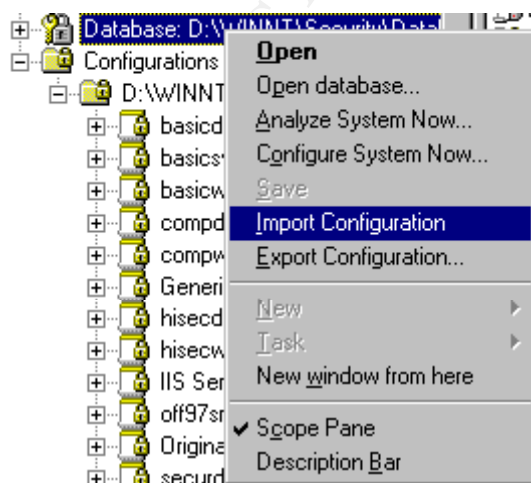 Database: D:\WINNT\Security\Data
Configurations
D:\WINNT
basicd
basics
basicw
compd
compw
Generi
hisecd
hisecw
IIS Ser
off97sr
Origina
securd
Open
Open database...
Analyze System Now...
Configure System Now...
Save
Import Configuration
Export Configuration...
New
Task
New window from here
Scope Pane
Description Bar